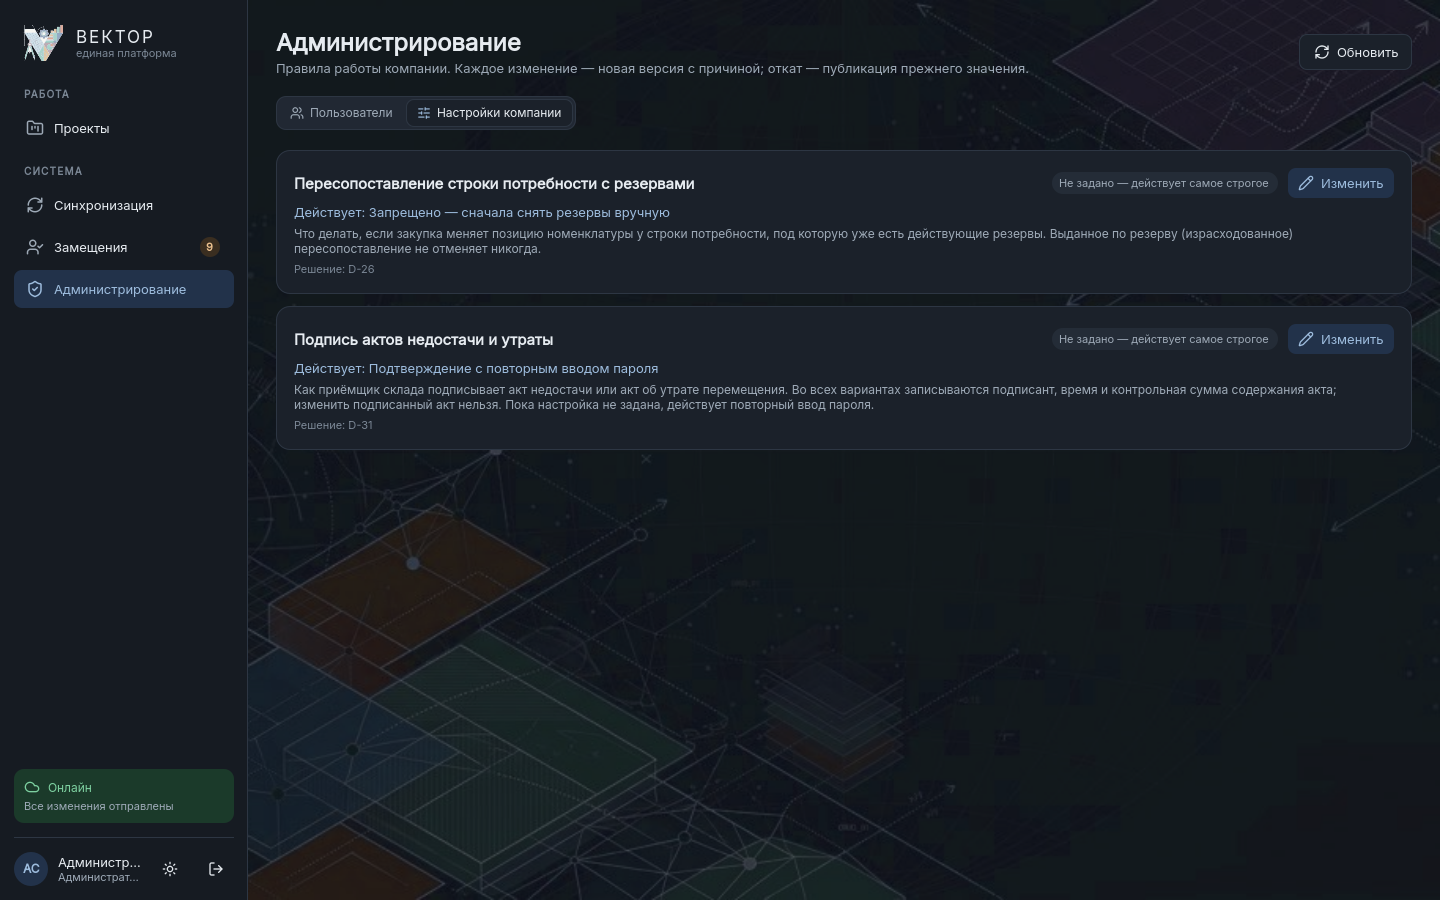 ВЕКТОР
единая платформа
РАБОТА
Проекты
СИСТЕМА
Синхронизация
Замещения 9
Администрирование
Онлайн
Все изменения отправлены
АС
Администр...
Администрат...
Администрирование
Правила работы компании. Каждое изменение — новая версия с причиной; откат — публикация прежнего значения.
Обновить
Пользователи
Настройки компании
Пересопоставление строки потребности с резервами
Не задано — действует самое строгое
Изменить
Действует: Запрещено — сначала снять резервы вручную
Что делать, если закупка меняет позицию номенклатуры у строки потребности, под которую уже есть действующие резервы. Выданное по резерву (израсходованное)
пересопоставление не отменяет никогда.
Решение: D-26
Подпись актов недостачи и утраты
Не задано — действует самое строгое
Изменить
Действует: Подтверждение с повторным вводом пароля
Как приёмщик склада подписывает акт недостачи или акт об утрате перемещения. Во всех вариантах записываются подписант, время и контрольная сумма содержания акта;
изменить подписанный акт нельзя. Пока настройка не задана, действует повторный ввод пароля.
Решение: D-31